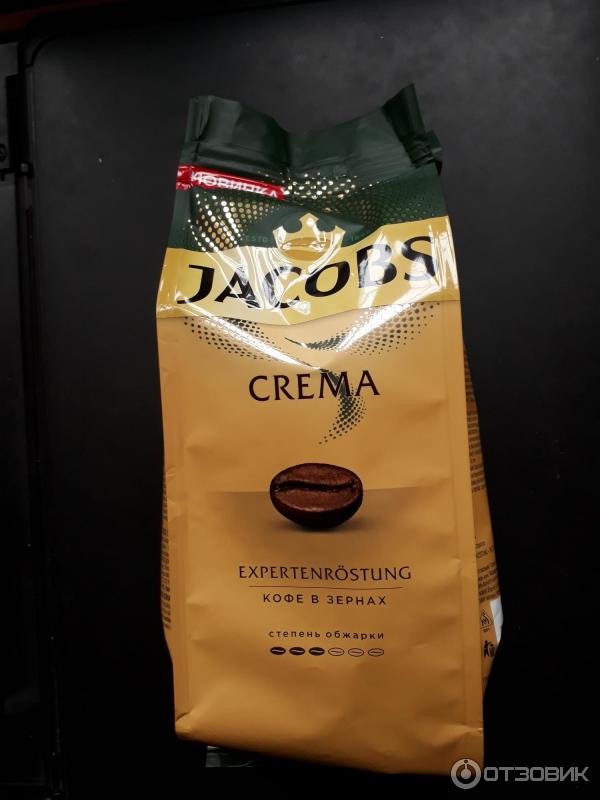 НОВИНКА
JACOBS
CREMA
EXPERTENRÖSTUNG
КОФЕ В ЗЕРНАХ
степень обжарки
ОТЗОВИК